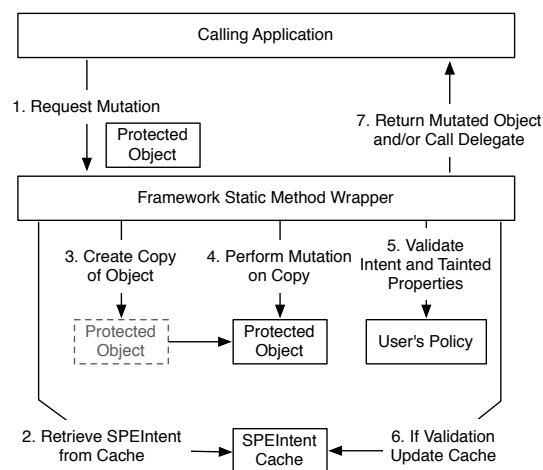 Calling Application
1. Request Mutation
Protected
Object
7. Return Mutated Object
and/or Call Delegate
Framework Static Method Wrapper
3. Create Copy
of Object
4. Perform Mutation
on Copy
5. Validate
Intent and Tainted
Properties
Protected
Object
Protected
Object
User's Policy
2. Retrieve SPEIntent
from Cache
SPEIntent
Cache
6. If Validation
Update Cache